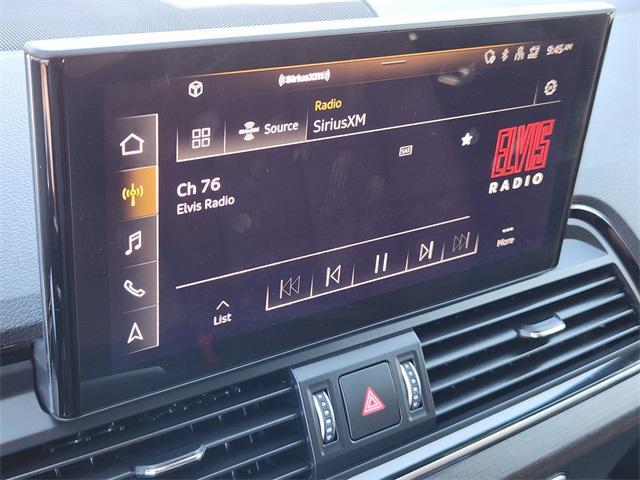 ((SiriusXM))
9:45 AM
Radio
Source
SiriusXM
SAT
ELVIS
RADIO
Ch 76
Elvis Radio
More
List